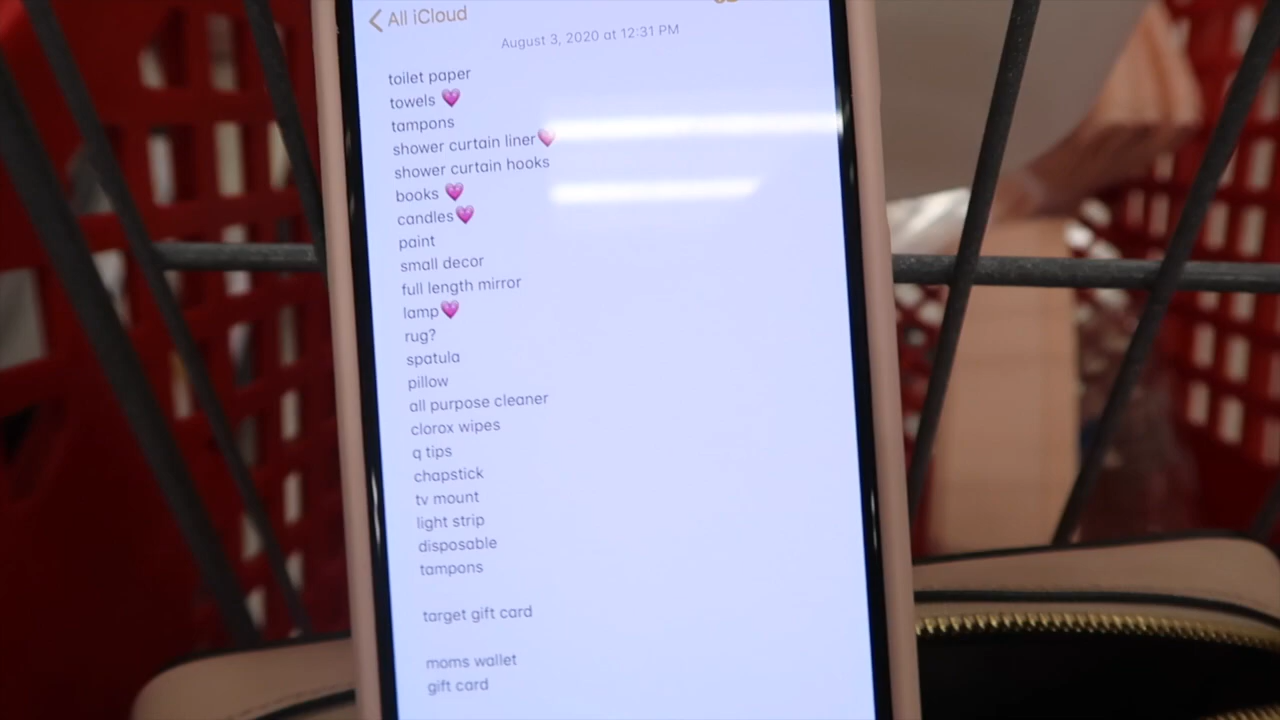 All iCloud
August 3, 2020 at 12:31 PM
toilet paper
towels 💗
tampons
shower curtain liner💗
shower curtain hooks
books 💗
candles💗
paint
small decor
full length mirror
lamp💗
rug?
spatula
pillow
all purpose cleaner
clorox wipes
q tips
chapstick
tv mount
light strip
disposable
tampons
target gift card
moms wallet
gift card